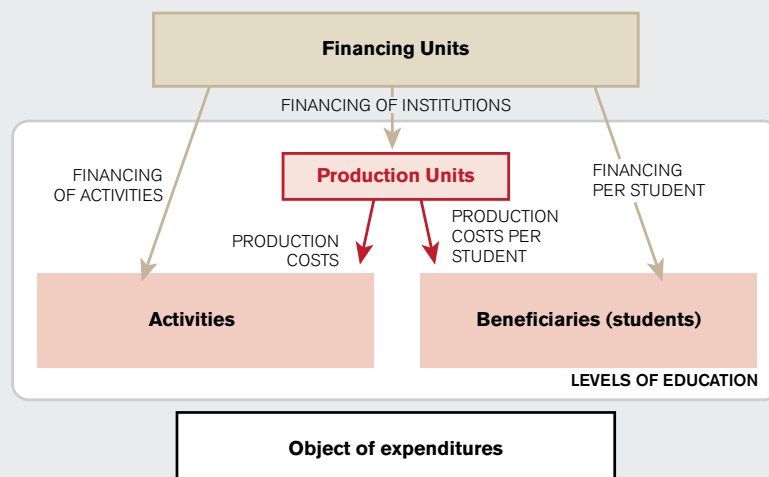 Financing Units
FINANCING OF INSTITUTIONS
FINANCING
OF ACTIVITIES
Production Units
FINANCING
PER STUDENT
PRODUCTION
COSTS
PRODUCTION
COSTS PER
STUDENT
Activities
Beneficiaries (students)
LEVELS OF EDUCATION
Object of expenditures